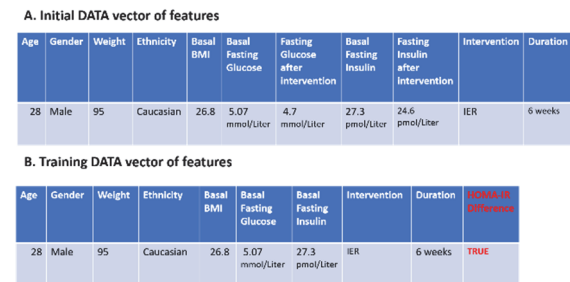 A. Initial DATA vector of features
Age Gender Weight Ethnicity Basal BMI Basal Fasting Glucose Fasting Glucose after intervention Basal Fasting Insulin Fasting Insulin after intervention Intervention Duration
28 Male 95 Caucasian 26.8 5.07 mmol/Liter 4.7 mmol/Liter 27.3 pmol/Liter 24.6 pmol/Liter IER 6 weeks
B. Training DATA vector of features
Age Gender Weight Ethnicity Basal BMI Basal Fasting Glucose Basal Fasting Insulin Intervention Duration HOMA-IR Difference
28 Male 95 Caucasian 26.8 5.07 mmol/Liter 27.3 pmol/Liter IER 6 weeks TRUE